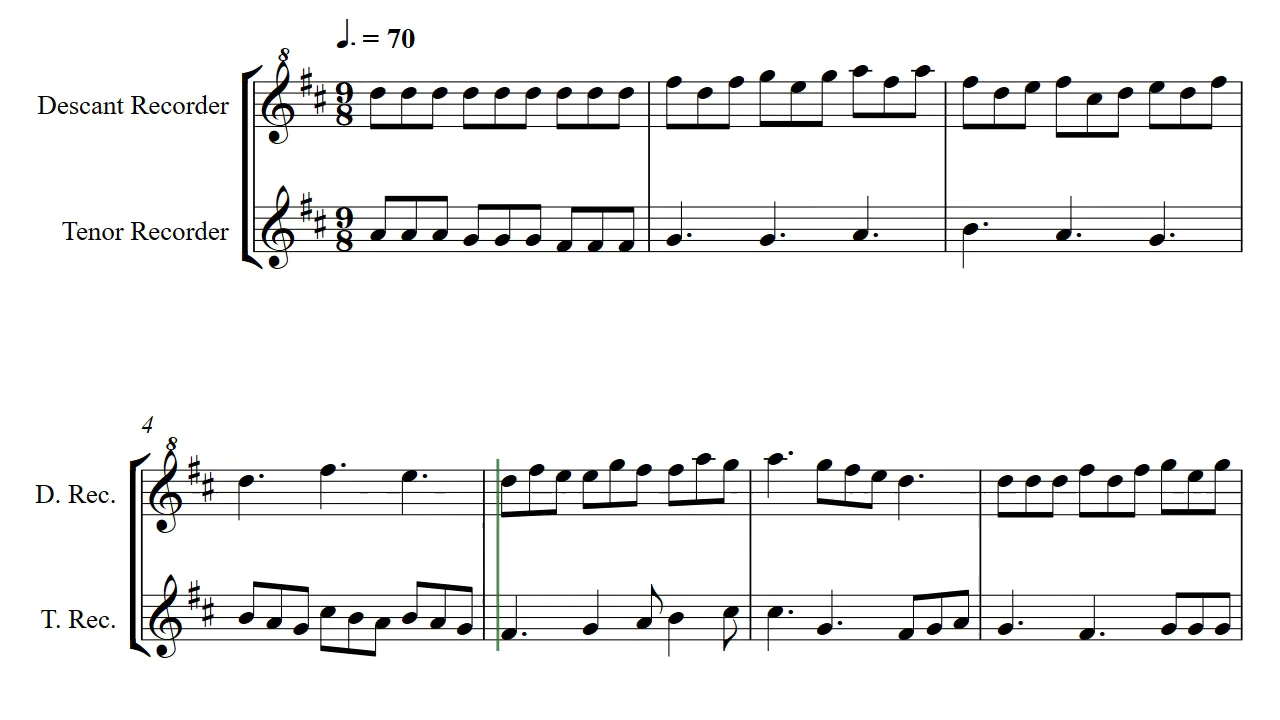 = 70
8
Descant Recorder
9
8
Tenor Recorder
9
8
4
8
D. Rec.
T. Rec.